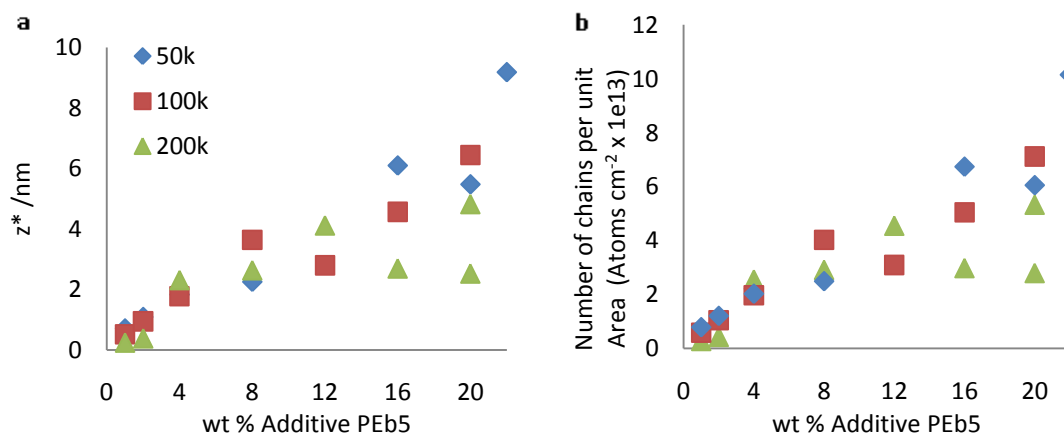 a
10
8
6
4
2
0
z* /nm
50k
100k
200k
0 4 8 12 16 20
wt % Additive PEb5
b
12
10
8
6
4
2
0
Number of chains per unit
Area (Atoms cm⁻² x 1e13)
0 4 8 12 16 20
wt % Additive PEb5